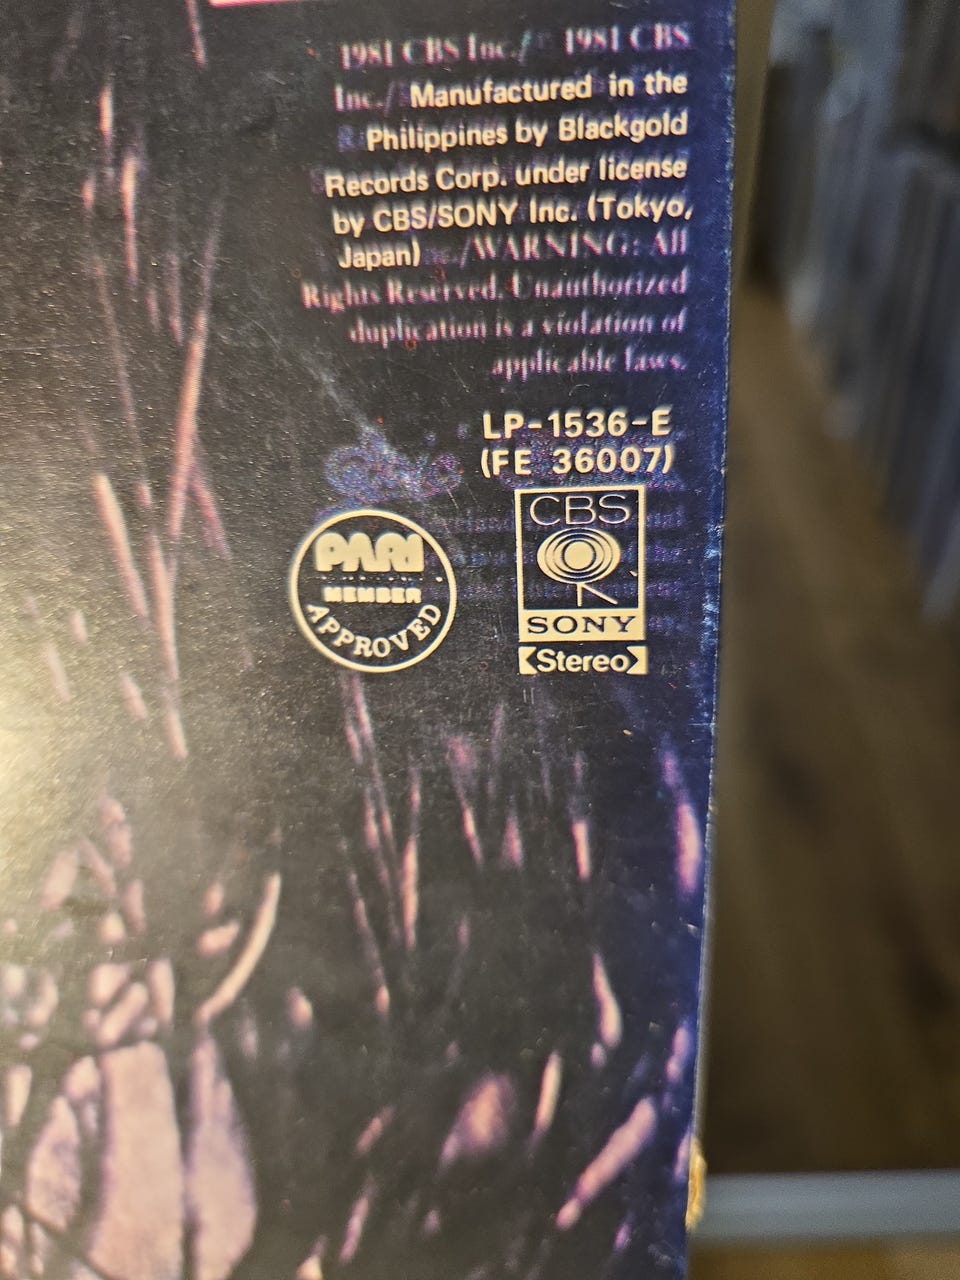 1981 CBS Inc./℗ 1981 CBS
Inc./ Manufactured in the
Philippines by Blackgold
Records Corp. under license
by CBS/SONY Inc. (Tokyo,
Japan) /WARNING: All
Rights Reserved. Unauthorized
duplication is a violation of
applicable laws.
LP-1536-E
(FE 36007)
CBS
SONY
Stereo
PARI
MEMBER
APPROVED